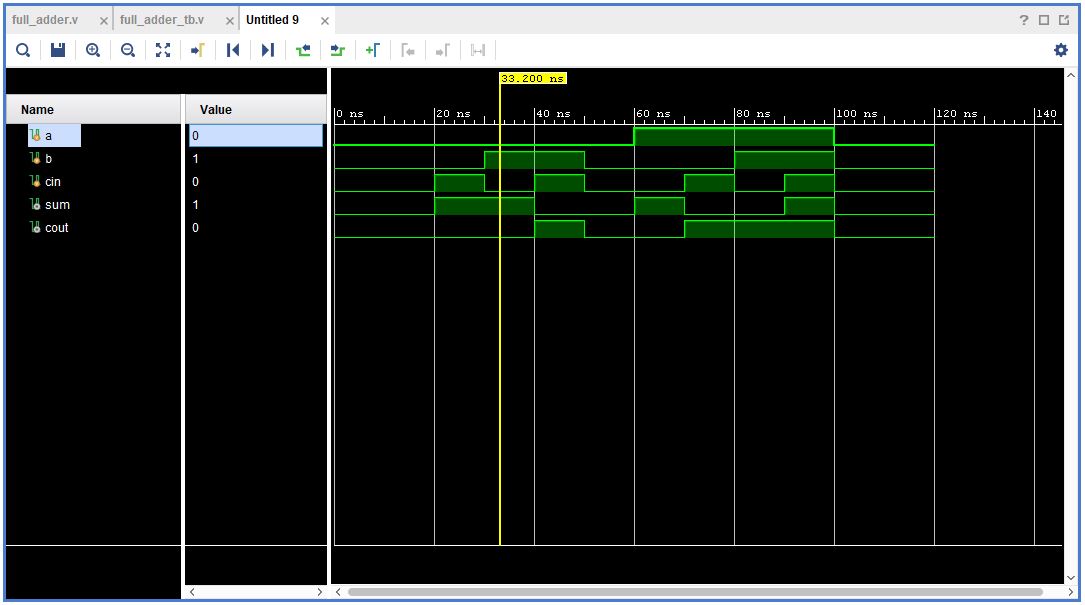 full_adder.v × full_adder_tb.v × Untitled 9 × ?
33.200 ns
Name Value
0 ns 20 ns 40 ns 60 ns 80 ns 100 ns 120 ns 140
a 0
b 1
cin 0
sum 1
cout 0